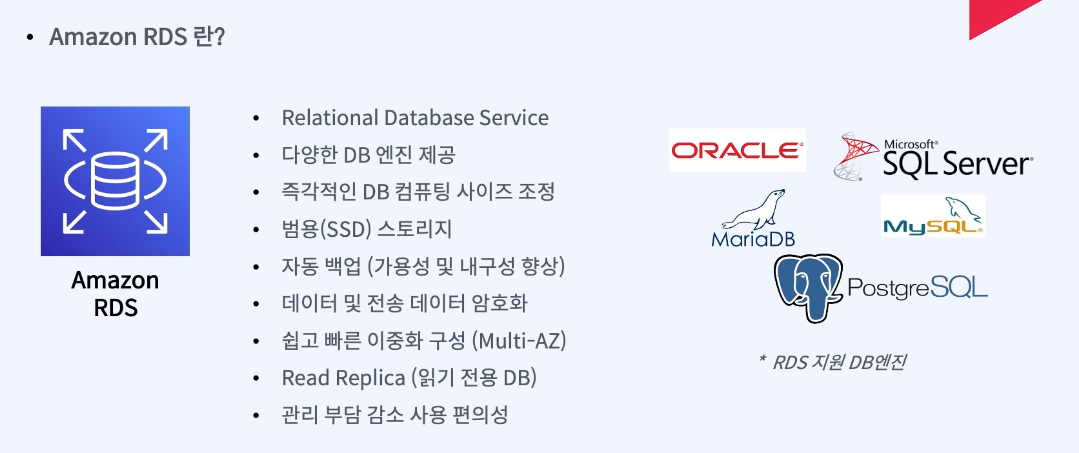 • Amazon RDS 란?
Amazon
RDS
• Relational Database Service
• 다양한 DB 엔진 제공
• 즉각적인 DB 컴퓨팅 사이즈 조정
• 범용(SSD) 스토리지
• 자동 백업 (가용성 및 내구성 향상)
• 데이터 및 전송 데이터 암호화
• 쉽고 빠른 이중화 구성 (Multi-AZ)
• Read Replica (읽기 전용 DB)
• 관리 부담 감소 사용 편의성
ORACLE®
Microsoft®
SQL Server®
MariaDB
MySQL®
PostgreSQL
* RDS 지원 DB엔진